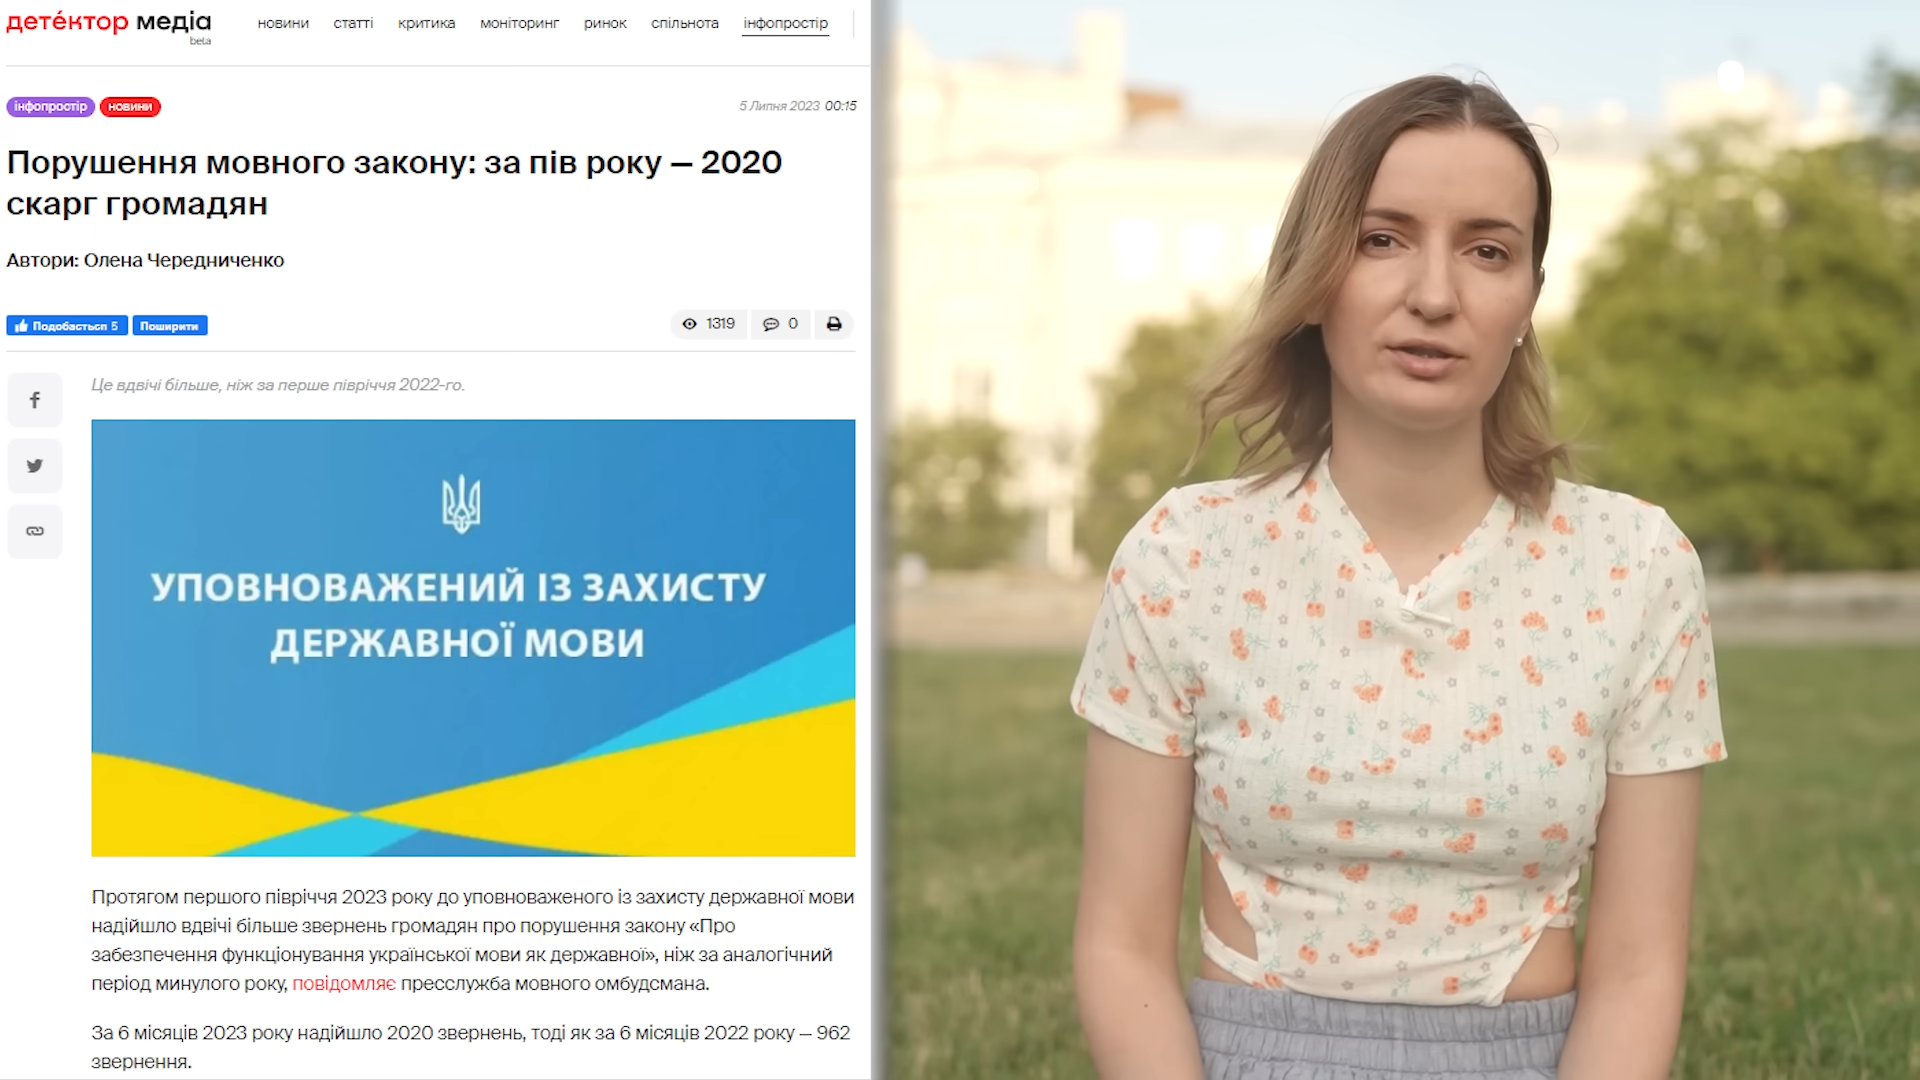 детéктор медіа
beta
новини статті критика моніторинг ринок спільнота інфопростір
інфопростір новини
5 Липня 2023 00:15
Порушення мовного закону: за пів року — 2020
скарг громадян
Автори: Олена Чередниченко
Подобається 5 Поширити
1319 0
Це вдвічі більше, ніж за перше півріччя 2022-го.
УПОВНОВАЖЕНИЙ ІЗ ЗАХИСТУ
ДЕРЖАВНОЇ МОВИ
Протягом першого півріччя 2023 року до уповноваженого із захисту державної мови
надійшло вдвічі більше звернень громадян про порушення закону «Про
забезпечення функціонування української мови як державної», ніж за аналогічний
період минулого року, повідомляє пресслужба мовного омбудсмана.
За 6 місяців 2023 року надійшло 2020 звернень, тоді як за 6 місяців 2022 року — 962
звернення.